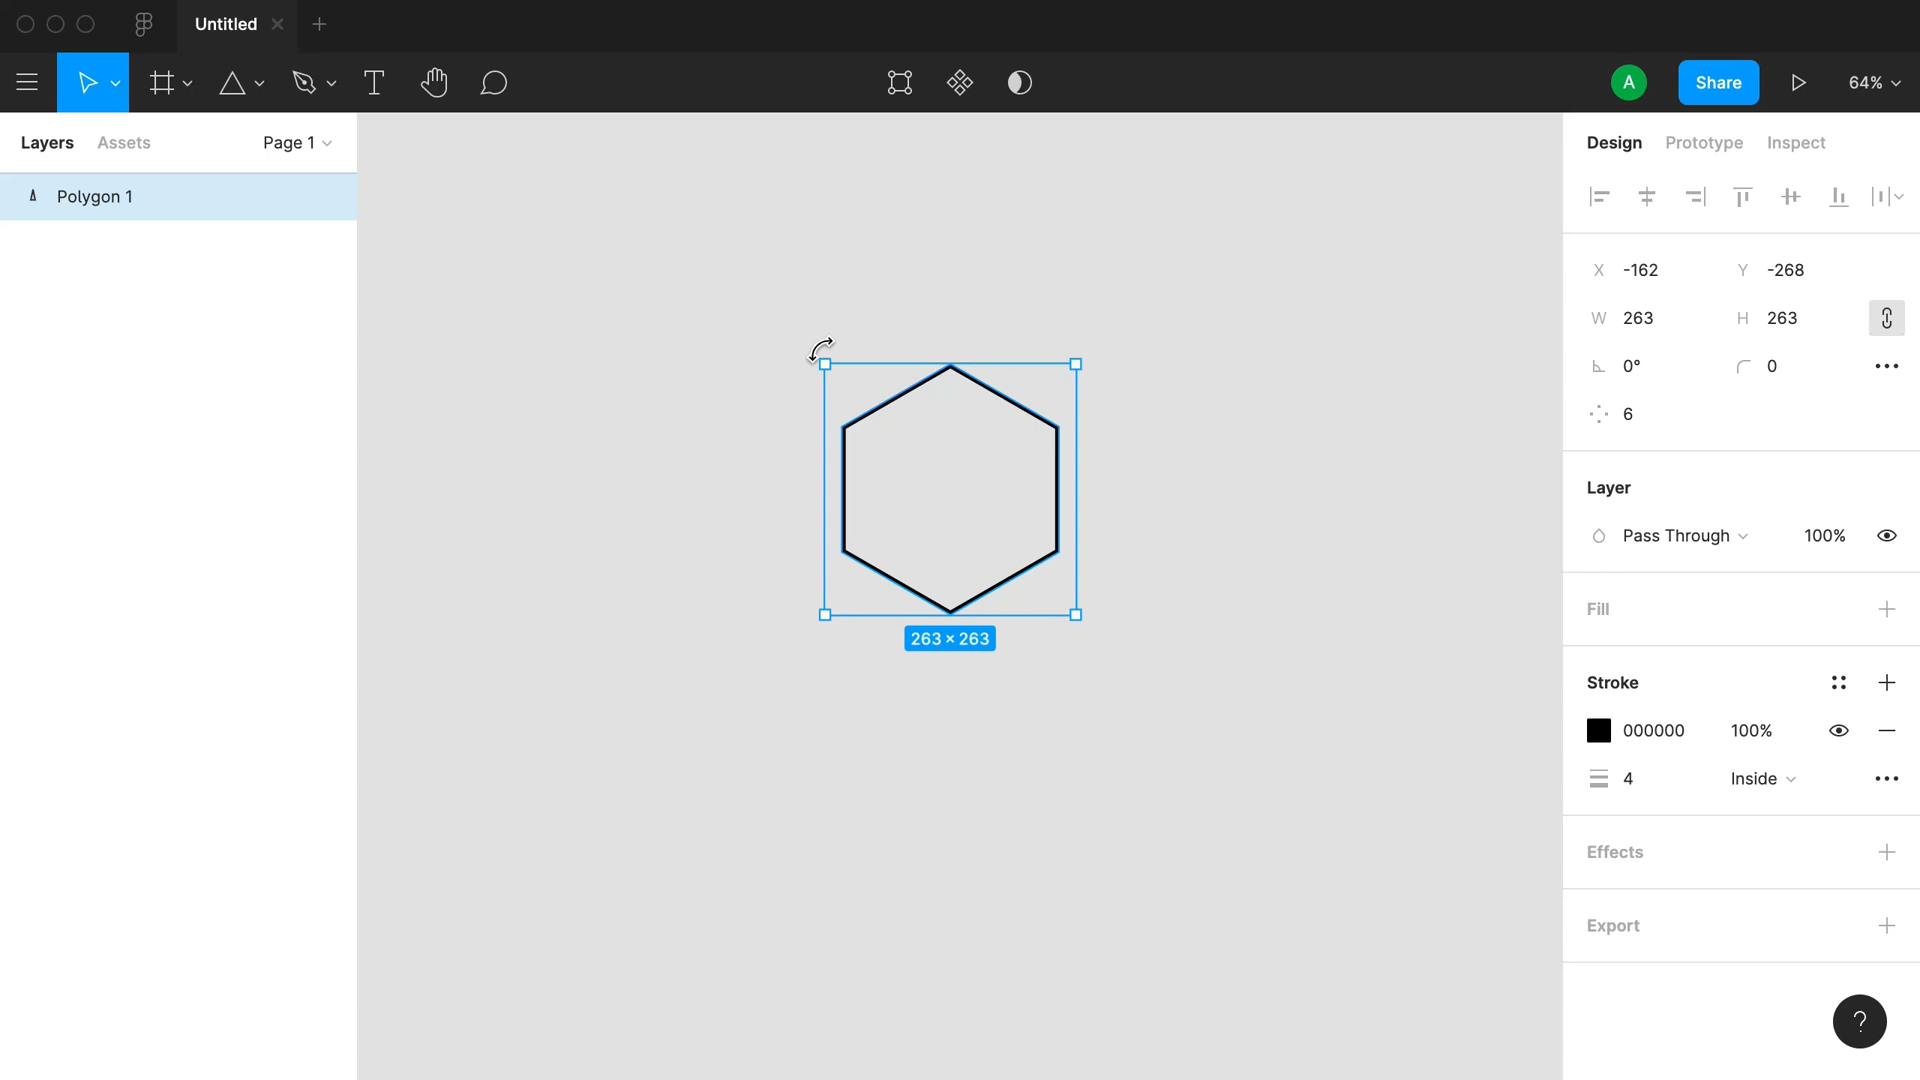 Untitled
A
Share
64%
Layers
Assets
Page 1
Design
Prototype
Inspect
Polygon 1
X -162
Y -268
W 263
H 263
0°
0
6
Layer
Pass Through
100%
Fill
263 × 263
Stroke
000000
100%
4
Inside
Effects
Export
?